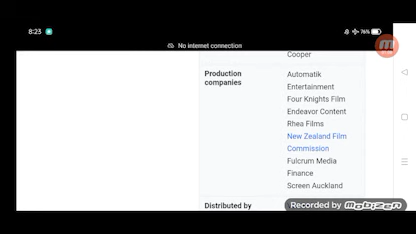 8:23
76%
No internet connection
Cooper
Production
companies
Automatik
Entertainment
Four Knights Film
Endeavor Content
Rhea Films
New Zealand Film
Commission
Fulcrum Media
Finance
Screen Auckland
Distributed by
Recorded by Mobizen